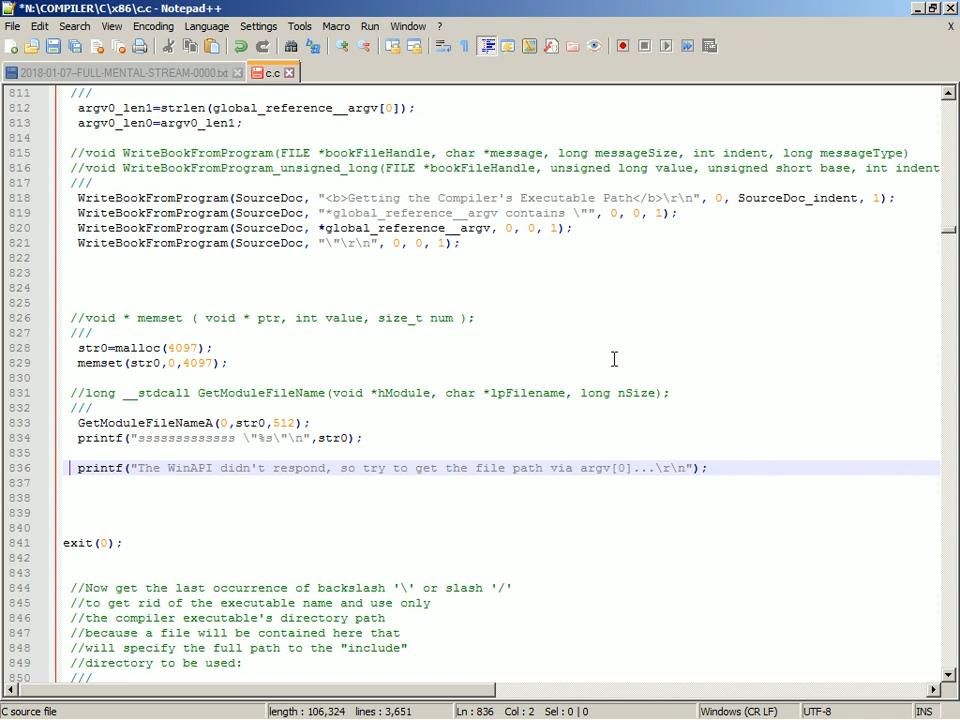 *N:\COMPILER\C\x86\c.c - Notepad++
File Edit Search View Encoding Language Settings Tools Macro Run Window ? X
2018-01-07--FULL-MENTAL-STREAM-0000.txt c.c
811 ///
812 argv0_len1=strlen(global_reference__argv[0]);
813 argv0_len0=argv0_len1;
814
815 //void WriteBookFromProgram(FILE *bookFileHandle, char *message, long messageSize, int indent, long messageType)
816 //void WriteBookFromProgram_unsigned_long(FILE *bookFileHandle, unsigned long value, unsigned short base, int indent
817 ///
818 WriteBookFromProgram(SourceDoc, "<b>Getting the Compiler's Executable Path</b>\r\n", 0, SourceDoc_indent, 1);
819 WriteBookFromProgram(SourceDoc, "*global_reference__argv contains \"", 0, 0, 1);
820 WriteBookFromProgram(SourceDoc, *global_reference__argv, 0, 0, 1);
821 WriteBookFromProgram(SourceDoc, "\"\r\n", 0, 0, 1);
822
823
824
825
826 //void * memset ( void * ptr, int value, size_t num );
827 ///
828 str0=malloc(4097);
829 memset(str0,0,4097);
830
831 //long __stdcall GetModuleFileName(void *hModule, char *lpFilename, long nSize);
832 ///
833 GetModuleFileNameA(0,str0,512);
834 printf("sssssssssssss \"%s\"\n",str0);
835
836 printf("The WinAPI didn't respond, so try to get the file path via argv[0]...\r\n");
837
838
839
840
841 exit(0);
842
843
844 //Now get the last occurrence of backslash '\' or slash '/'
845 //to get rid of the executable name and use only
846 //the compiler executable's directory path
847 //because a file will be contained here that
848 //will specify the full path to the "include"
849 //directory to be used:
850 ///
C source file length : 106,324 lines : 3,651 Ln : 836 Col : 2 Sel : 0 | 0 Windows (CR LF) UTF-8 INS